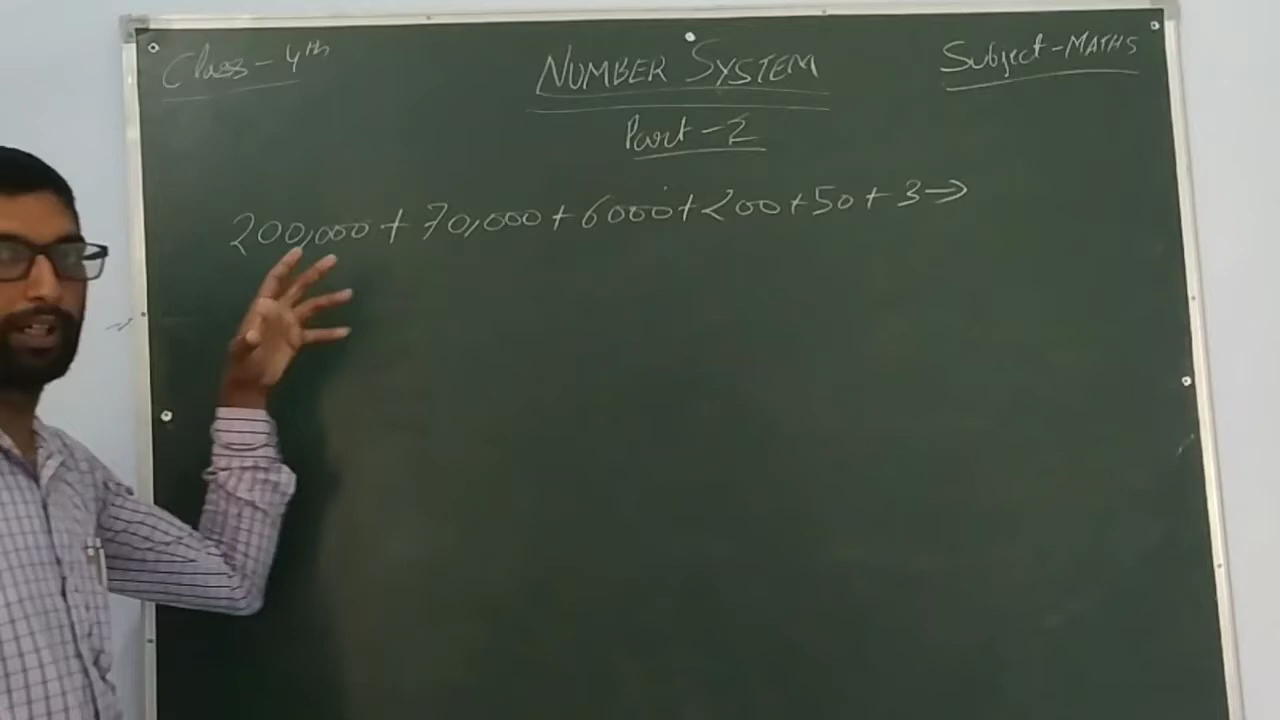 Class - 4th
NUMBER SYSTEM
Subject - MATHS
Part - 2
200,000 + 70,000 + 6000 + 200 + 50 + 3 →